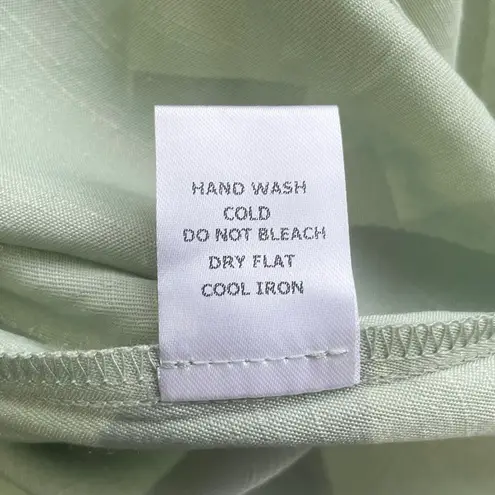 HAND WASH
COLD
DO NOT BLEACH
DRY FLAT
COOL IRON